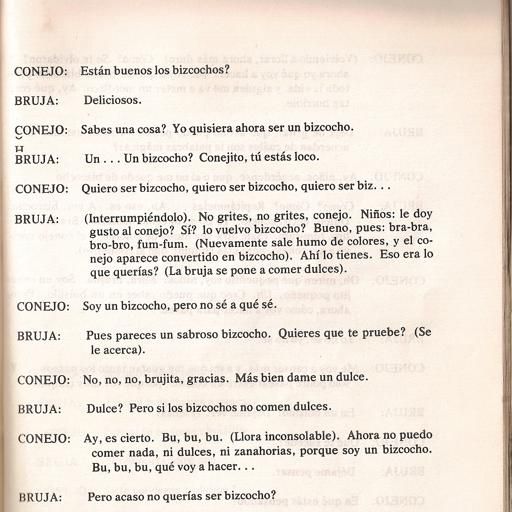 CONEJO: Están buenos los bizcochos?
BRUJA: Deliciosos.
CONEJO: Sabes una cosa? Yo quisiera ahora ser un bizcocho.
BRUJA: Un . . . Un bizcocho? Conejito, tú estás loco.
CONEJO: Quiero ser bizcocho, quiero ser bizcocho, quiero ser biz. . .
BRUJA: (Interrumpiéndolo). No grites, no grites, conejo. Niños: le doy
gusto al conejo? Sí? lo vuelvo bizcocho? Bueno, pues: bra-bra,
bro-bro, fum-fum. (Nuevamente sale humo de colores, y el co-
nejo aparece convertido en bizcocho). Ahí lo tienes. Eso era lo
que querías? (La bruja se pone a comer dulces).
CONEJO: Soy un bizcocho, pero no sé a qué sé.
BRUJA: Pues pareces un sabroso bizcocho. Quieres que te pruebe? (Se
le acerca).
CONEJO: No, no, no, brujita, gracias. Más bien dame un dulce.
BRUJA: Dulce? Pero si los bizcochos no comen dulces.
CONEJO: Ay, es cierto. Bu, bu, bu. (Llora inconsolable). Ahora no puedo
comer nada, ni dulces, ni zanahorias, porque soy un bizcocho.
Bu, bu, bu, qué voy a hacer. . .
BRUJA: Pero acaso no querías ser bizcocho?